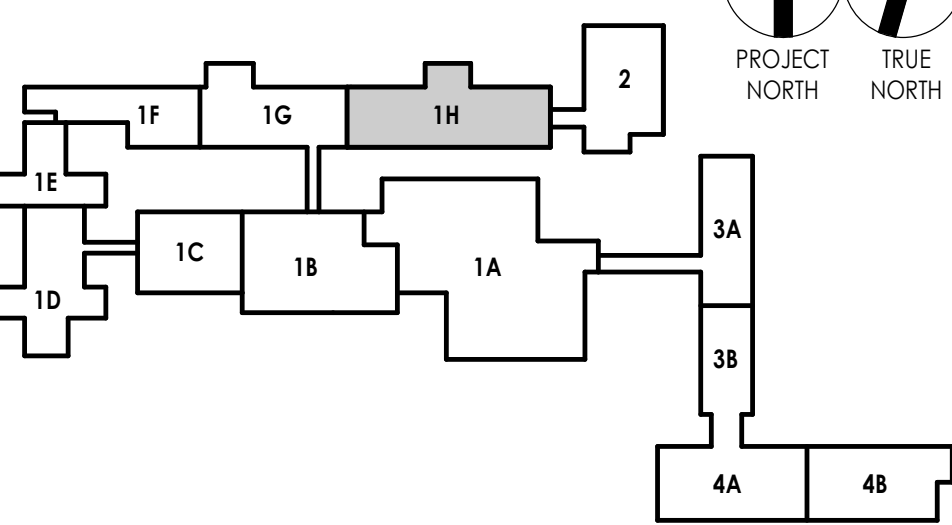 PROJECT
NORTH
TRUE
NORTH
2
1F
1G
1H
1E
3A
1C
1B
1A
1D
3B
4A
4B